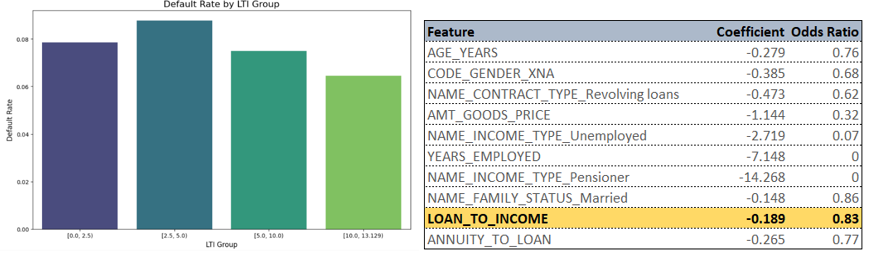 Default Rate by LTI Group
Default Rate
0.08
0.06
0.04
0.02
0.00
[0.0, 2.5)
[2.5, 5.0)
[5.0, 10.0)
[10.0, 13.129)
LTI Group
Feature Coefficient Odds Ratio
AGE_YEARS -0.279 0.76
CODE_GENDER_XNA -0.385 0.68
NAME_CONTRACT_TYPE_Revolving loans -0.473 0.62
AMT_GOODS_PRICE -1.144 0.32
NAME_INCOME_TYPE_Unemployed -2.719 0.07
YEARS_EMPLOYED -7.148 0
NAME_INCOME_TYPE_Pensioner -14.268 0
NAME_FAMILY_STATUS_Married -0.148 0.86
LOAN_TO_INCOME -0.189 0.83
ANNUITY_TO_LOAN -0.265 0.77